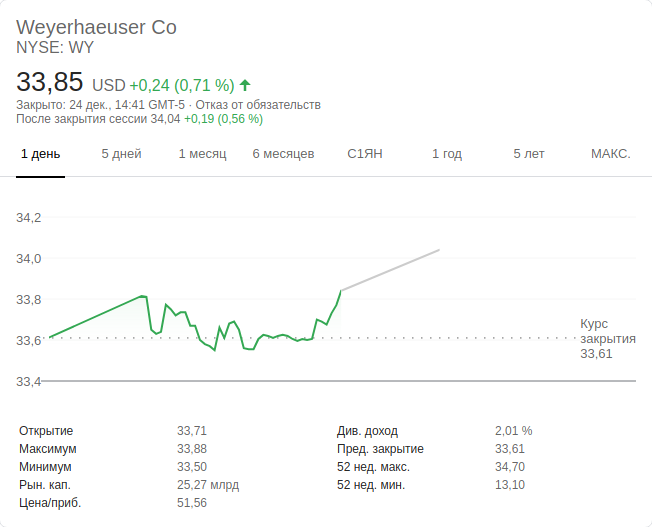 Weyerhaeuser Co
NYSE: WY
33,85 USD +0,24 (0,71 %)
Закрыто: 24 дек., 14:41 GMT-5 · Отказ от обязательств
После закрытия сессии 34,04 +0,19 (0,56 %)
1 день 5 дней 1 месяц 6 месяцев С1ЯН 1 год 5 лет МАКС.
34,2
34,0
33,8
33,6
33,4
Курс
закрытия
33,61
Открытие 33,71 Див. доход 2,01 %
Максимум 33,88 Пред. закрытие 33,61
Минимум 33,50 52 нед. макс. 34,70
Рын. кап. 25,27 млрд 52 нед. мин. 13,10
Цена/приб. 51,56